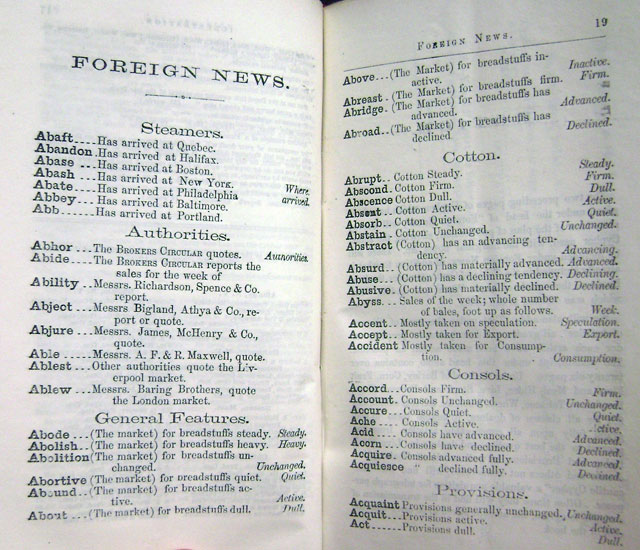 FOREIGN NEWS.
Steamers.
Abaft....Has arrived at Quebec.
Abandon.Has arrived at Halifax.
Abase ...Has arrived at Boston.
Abash ...Has arrived at New York.
Abate....Has arrived at Philadelphia Where
Abbey...Has arrived at Baltimore. arrived.
Abb.....Has arrived at Portland.
Authorities.
Abhor ...The BROKERS CIRCULAR quotes. Authorities.
Abide....The BROKERS CIRCULAR reports the
sales for the week of
Ability ..Messrs. Richardson, Spence & Co.
report.
Abject ...Messrs Bigland, Athya & Co., re-
port or quote.
Abjure ..Messrs. James, McHenry & Co.,
quote.
Able .....Messrs. A. F. & R. Maxwell, quote.
Ablest...Other authorities quote the Liv-
erpool market.
Ablew...Messrs. Baring Brothers, quote
the London market.
General Features.
Abode ...(The market) for breadstuffs steady. Steady.
Abolish..(The market) for breadstuffs heavy. Heavy.
Abolition(The market) for breadstuffs un-
changed. Unchanged.
Abortive(The market) for breadstuffs quiet. Quiet.
Abound..(The market) for breadstuffs ac-
tive. Active.
About ...(The market) for breadstuffs dull. Dull.
FOREIGN NEWS. 19
Above...(The Market) for breadstuffs in-
active. Inactive.
Abreast.(The Market) for breadstuffs firm. Firm.
Abridge.(The Market) for breadstuffs has
advanced. Advanced.
Abroad..(The Market) for breadstuffs has
declined Declined.
Cotton.
Abrupt..Cotton Steady. Steady.
Abscond.Cotton Firm. Firm.
Abscence Cotton Dull. Dull.
Absent..Cotton Active. Active.
Absorb..Cotton Quiet. Quiet.
Abstain.Cotton Unchanged. Unchanged.
Abstract (Cotton) has an advancing ten-
dency. Advancing.
Absurd..(Cotton) has materially advanced. Advanced.
Abuse...(Cotton) has a declining tendency. Declining.
Abusive.(Cotton) has materially declined. Declined.
Abyss...Sales of the week; whole number
of bales, foot up as follows. Week.
Accent..Mostly taken on speculation. Speculation.
Accept..Mostly taken for Export. Export.
Accident Mostly taken for Consump-
tion. Consumption.
Consols.
Accord...Consols Firm. Firm.
Account.Consols Unchanged. Unchanged.
Accure..Consols Quiet. Quiet.
Ache ....Consols Active.
Acid ....Consols have advanced. Advanced.
Acorn ..Consols have declined. Declined.
Acquire.Consols advanced fully. Advanced.
Acquiesce " declined fully. Declined.
Provisions.
Acquaint Provisions generally unchanged. Unchanged.
Acquit...Provisions active. Active.
Act......Provisions dull. Dull.